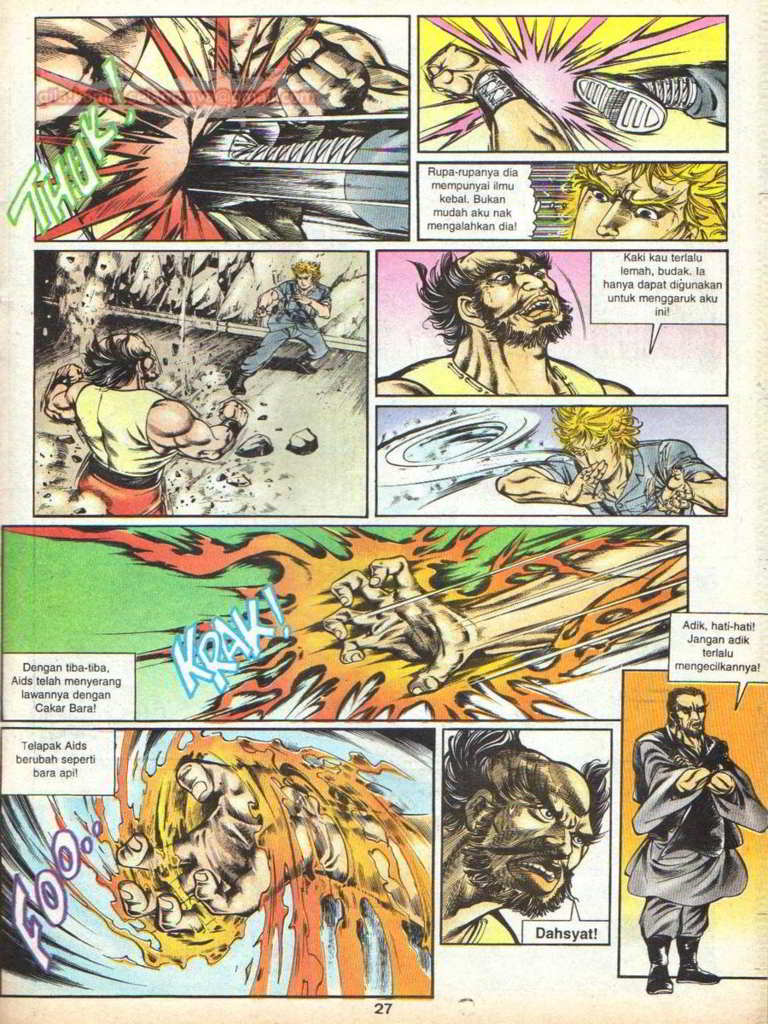 THUK!
Rupa-rupanya dia
mempunyai ilmu
kebal. Bukan
mudah aku nak
mengalahkan dia!
Kaki kau terlalu
lemah, budak. Ia
hanya dapat digunakan
untuk menggaruk aku
ini!
KRAK!
Dengan tiba-tiba,
Aids telah menyerang
lawannya dengan
Cakar Bara!
Adik, hati-hati!
Jangan adik
terlalu
mengecilkannya!
Telapak Aids
berubah seperti
bara api!
FOO...
Dahsyat!
27